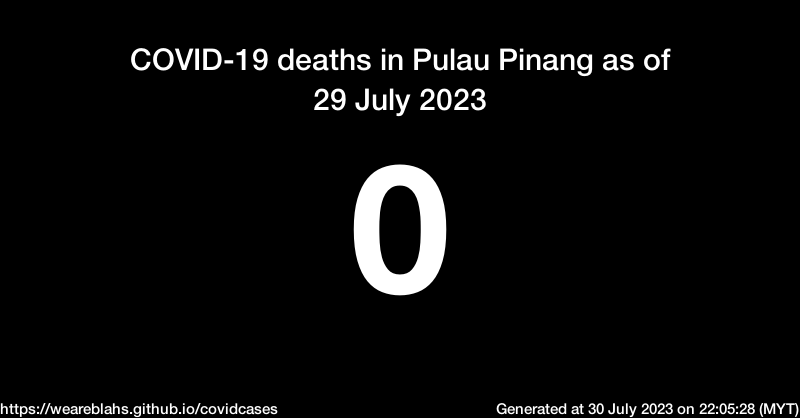 COVID-19 deaths in Pulau Pinang as of
29 July 2023
0
https://weareblahs.github.io/covidcases
Generated at 30 July 2023 on 22:05:28 (MYT)